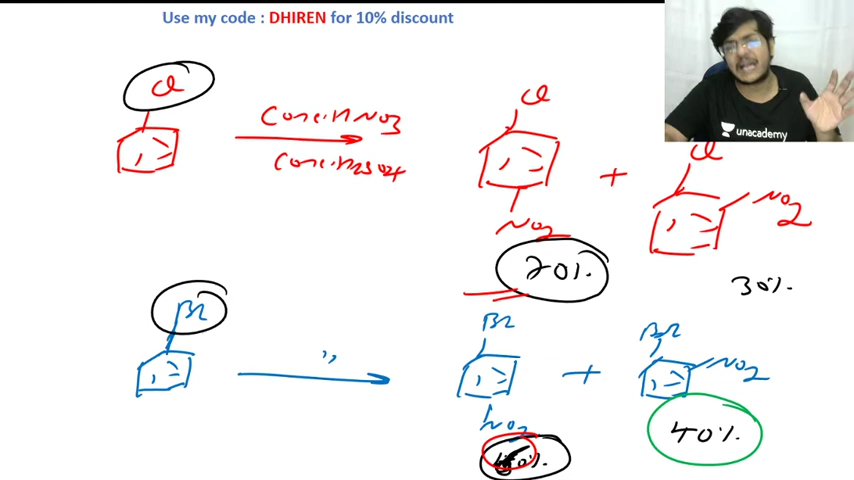 Use my code : DHIREN for 10% discount
unacademy
Cl
Conc. HNO3
Conc. H2SO4
Cl
NO2
+
Cl
NO2
30%.
Br
,,
Br
NO2
+
Br
NO2
40%.